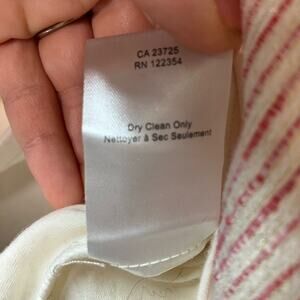 CA 23725
RN 122354
Dry Clean Only
Nettoyer à Sec Seulement